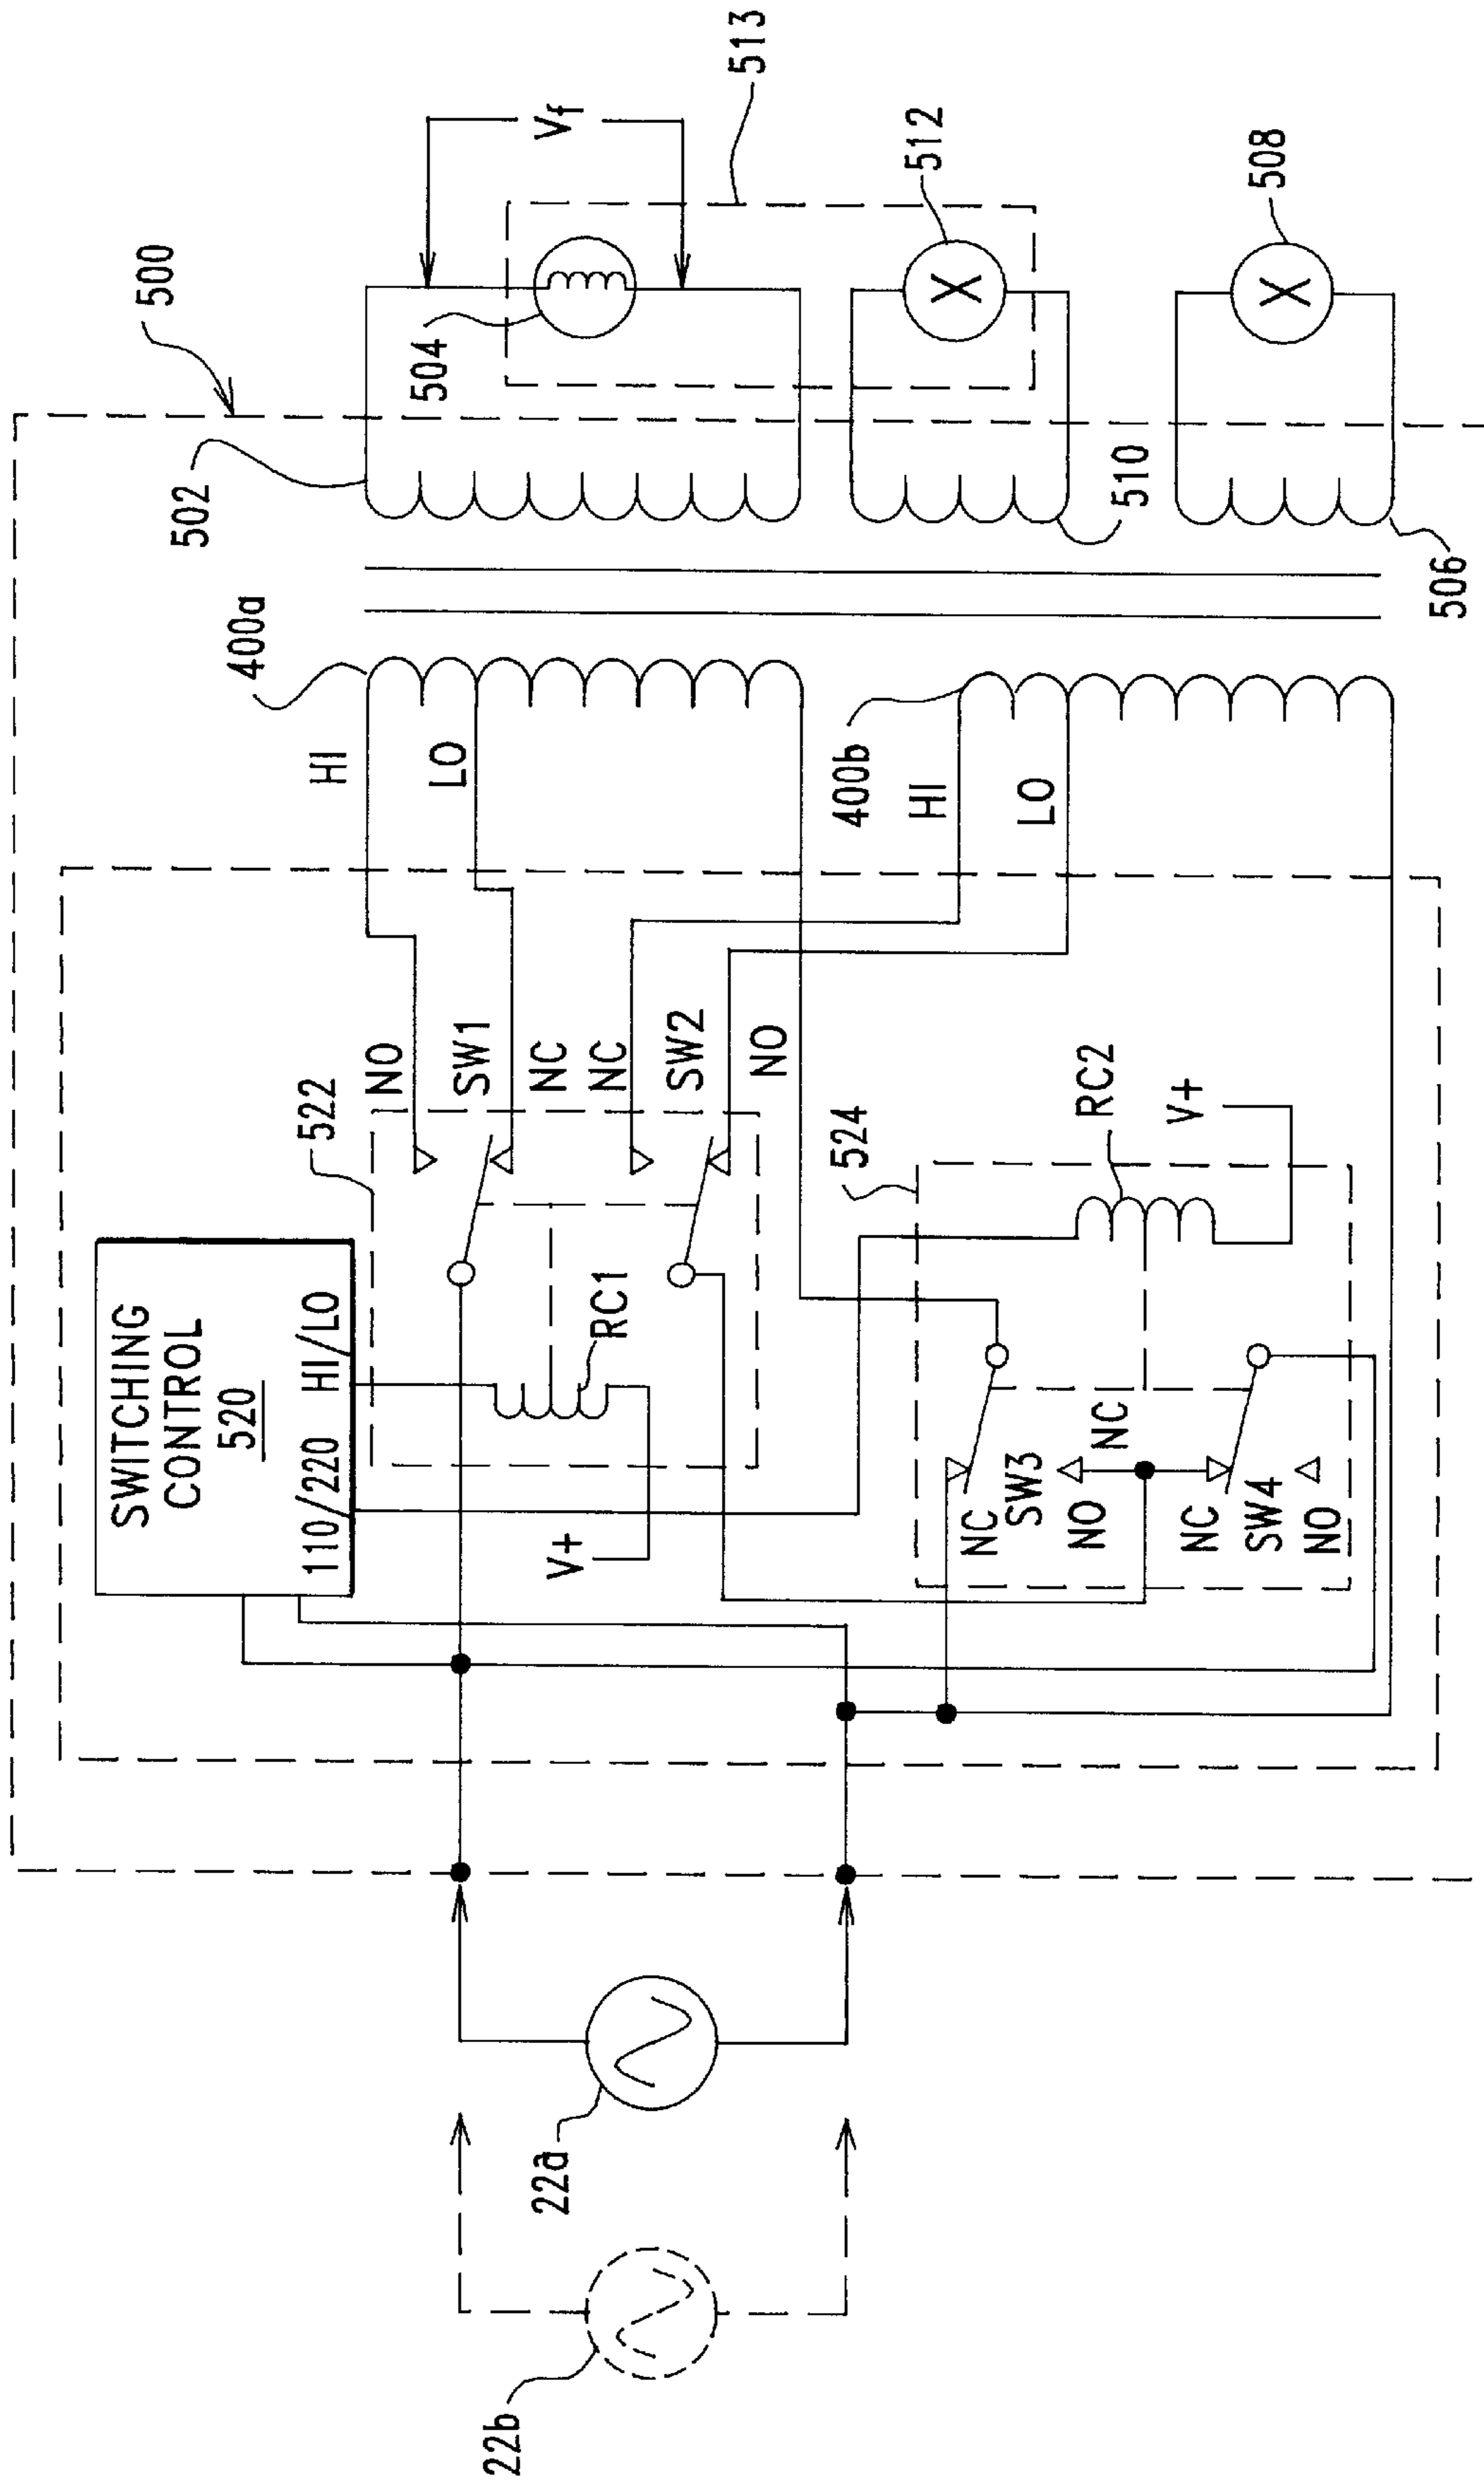 22b
22a
SWITCHING
CONTROL
520
110/220 HI/LO
V+
RC1
522
NO
SW1
NC
NC
SW2
NO
524
RC2
V+
NC
SW3
NO
NC
NC
SW4
NO
HI
LO
400a
400b
HI
LO
502
500
504
Vf
513
512
510
508
506